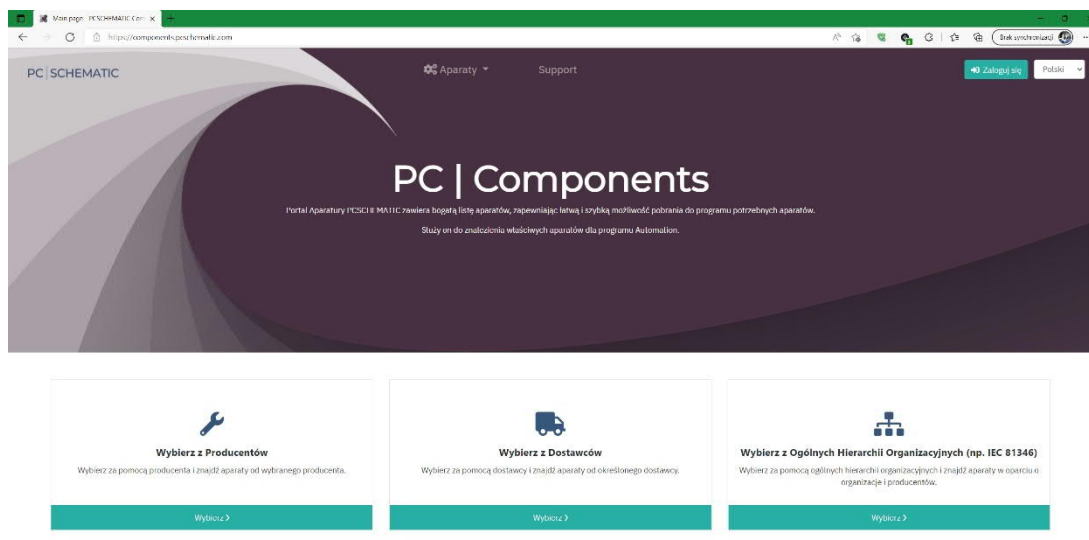 Main page - PCSCHEMATIC Com
https://components.pcschematic.com
Brak synchronizacji
PC|SCHEMATIC
Aparaty
Support
Zaloguj się
Polski
PC | Components
Portal Aparatury PCSCHEMATIC zawiera bogatą listę aparatów, zapewniając łatwą i szybką możliwość pobrania do programu potrzebnych aparatów.
Służy on do znalezienia właściwych aparatów dla programu Automation.
Wybierz z Producentów
Wybierz za pomocą producenta i znajdź aparaty od wybranego producenta.
Wybierz >
Wybierz z Dostawców
Wybierz za pomocą dostawcy i znajdź aparaty od określonego dostawcy.
Wybierz >
Wybierz z Ogólnych Hierarchii Organizacyjnych (np. IEC 81346)
Wybierz za pomocą ogólnych hierarchii organizacyjnych i znajdź aparaty w oparciu o
organizacje i producentów.
Wybierz >